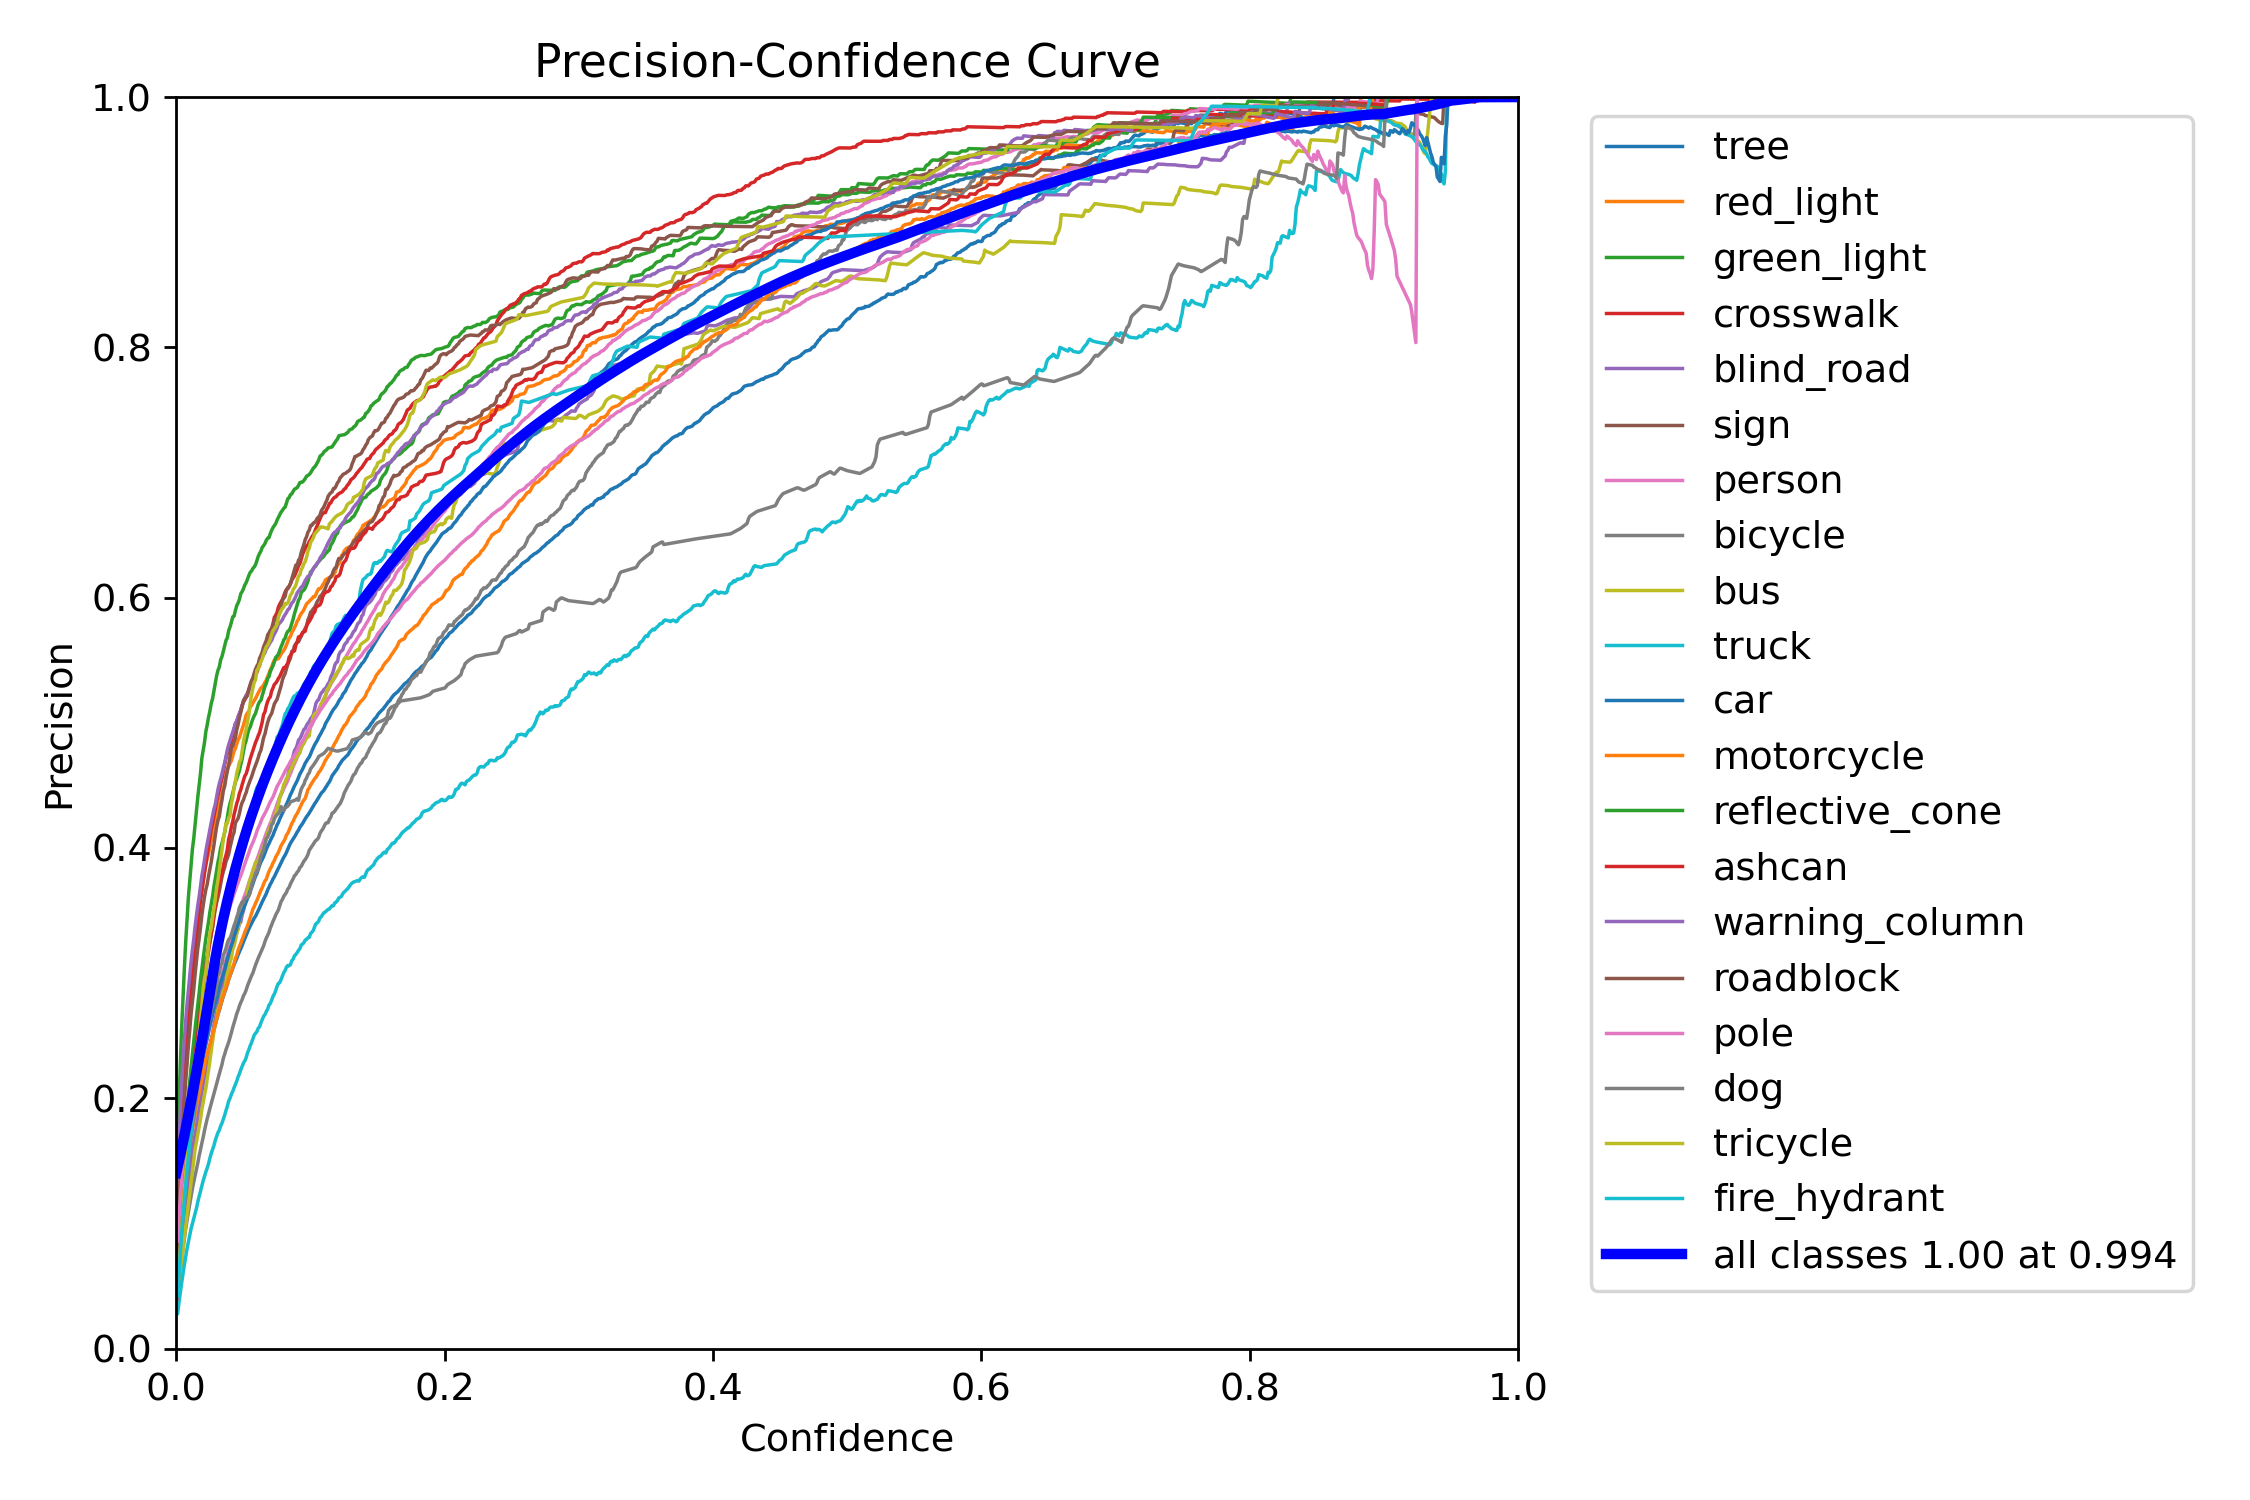 Precision-Confidence Curve
1.0
0.8
0.6
0.4
0.2
0.0
Precision
0.0 0.2 0.4 0.6 0.8 1.0
Confidence
tree
red_light
green_light
crosswalk
blind_road
sign
person
bicycle
bus
truck
car
motorcycle
reflective_cone
ashcan
warning_column
roadblock
pole
dog
tricycle
fire_hydrant
all classes 1.00 at 0.994